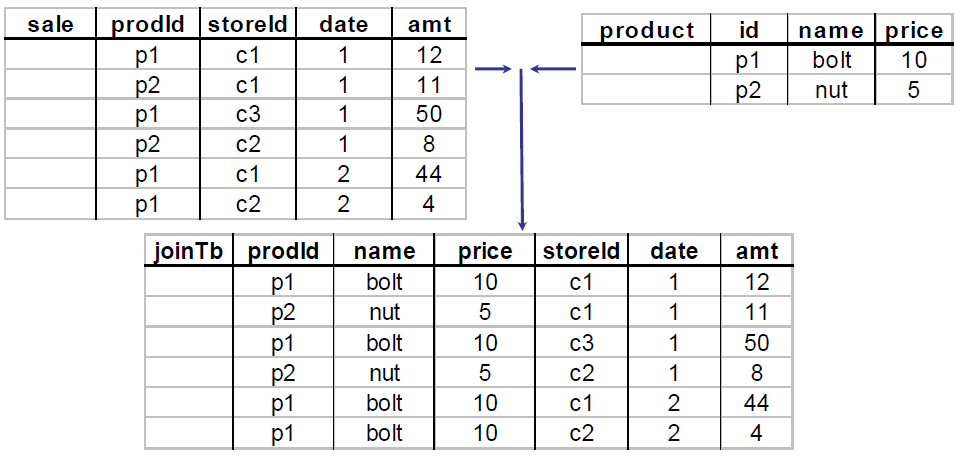 sale prodId storeId date amt
p1 c1 1 12
p2 c1 1 11
p1 c3 1 50
p2 c2 1 8
p1 c1 2 44
p1 c2 2 4
product id name price
p1 bolt 10
p2 nut 5
joinTb prodId name price storeId date amt
p1 bolt 10 c1 1 12
p2 nut 5 c1 1 11
p1 bolt 10 c3 1 50
p2 nut 5 c2 1 8
p1 bolt 10 c1 2 44
p1 bolt 10 c2 2 4